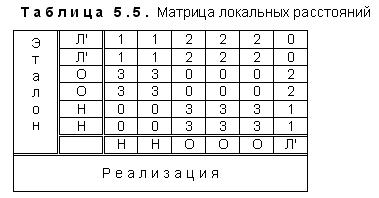 Таблица 5.5. Матрица локальных расстояний
Эталон
Л' 1 1 2 2 2 0
Л' 1 1 2 2 2 0
О 3 3 0 0 0 2
О 3 3 0 0 0 2
Н 0 0 3 3 3 1
Н 0 0 3 3 3 1
Н Н О О О Л'
Реализация